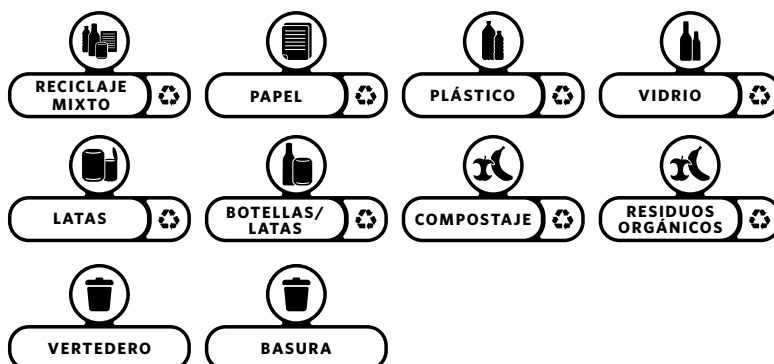 RECICLAJE
MIXTO
PAPEL
PLÁSTICO
VIDRIO
LATAS
BOTELLAS/
LATAS
COMPOSTAJE
RESIDUOS
ORGÁNICOS
VERTEDERO
BASURA